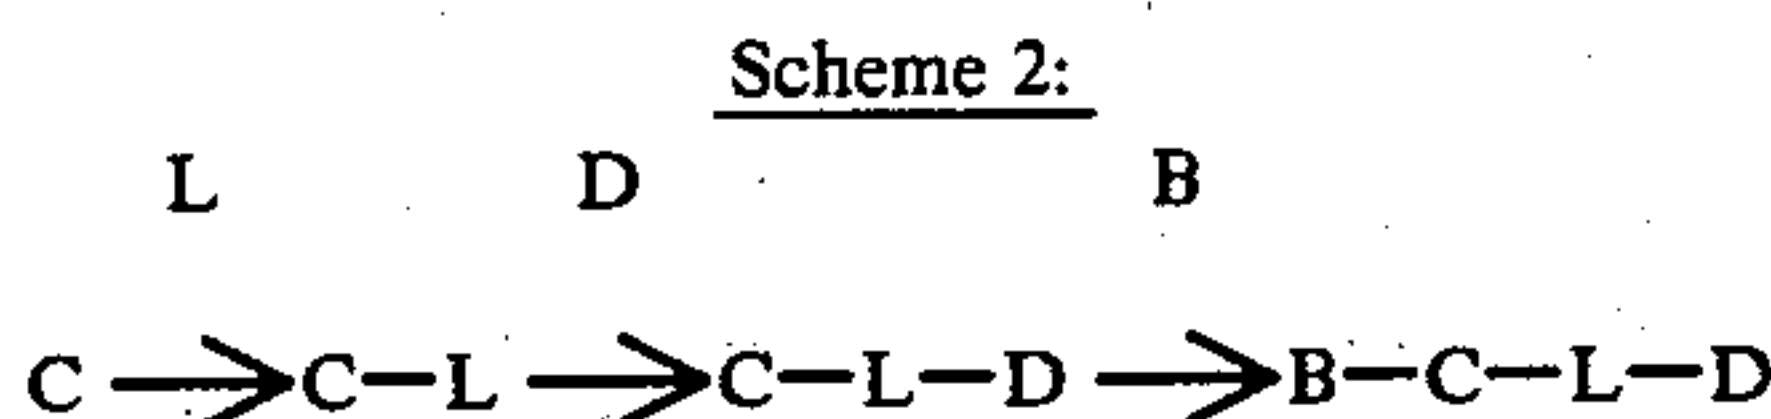 Scheme 2:
L D B
C → C—L → C—L—D → B—C—L—D